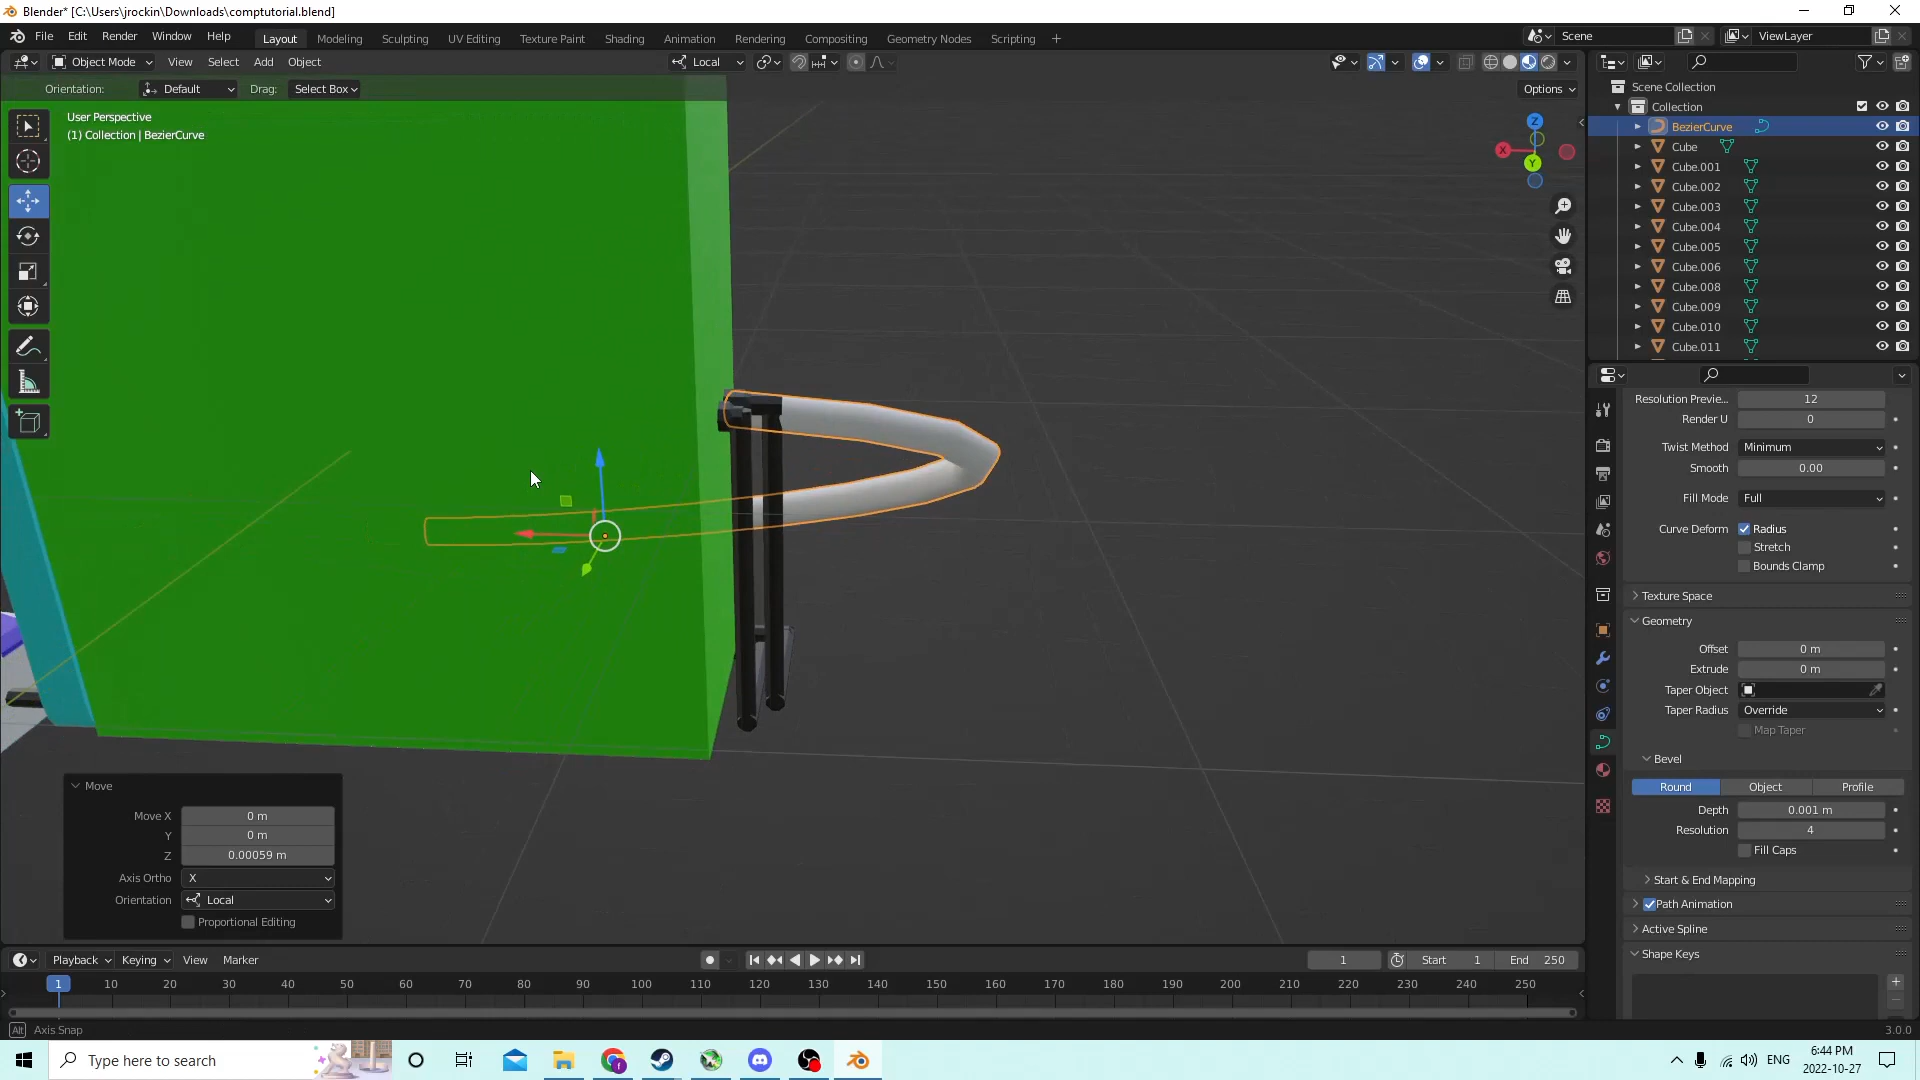 Blender* [C:\Users\jrockin\Downloads\comptutorial.blend]
File Edit Render Window Help Layout Modeling Sculpting UV Editing Texture Paint Shading Animation Rendering Compositing Geometry Nodes Scripting + Scene ViewLayer
Object Mode View Select Add Object Local
Orientation: Default Drag: Select Box Options
User Perspective
(1) Collection | BezierCurve
Z
X
Y
Scene Collection
Collection
BezierCurve
Cube
Cube.001
Cube.002
Cube.003
Cube.004
Cube.005
Cube.006
Cube.008
Cube.009
Cube.010
Cube.011
Resolution Previe... 12
Render U 0
Twist Method Minimum
Smooth 0.00
Fill Mode Full
Curve Deform Radius
Stretch
Bounds Clamp
Texture Space
Geometry
Offset 0 m
Extrude 0 m
Taper Object
Taper Radius Override
Map Taper
Bevel
Round Object Profile
Depth 0.001 m
Resolution 4
Fill Caps
Start & End Mapping
Path Animation
Active Spline
Shape Keys
Move
Move X 0 m
Y 0 m
Z 0.00059 m
Axis Ortho X
Orientation Local
Proportional Editing
Playback Keying View Marker 1 Start 1 End 250
1 10 20 30 40 50 60 70 80 90 100 110 120 130 140 150 160 170 180 190 200 210 220 230 240 250
Alt Axis Snap 3.0.0
Type here to search ENG 6:44 PM
2022-10-27